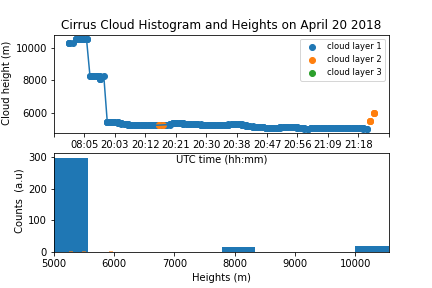 Cirrus Cloud Histogram and Heights on April 20 2018
Cloud height (m)
10000
8000
6000
cloud layer 1
cloud layer 2
cloud layer 3
08:05 20:03 20:12 20:21 20:30 20:38 20:47 20:56 21:09 21:18
UTC time (hh:mm)
Counts (a.u)
300
200
100
0
5000 6000 7000 8000 9000 10000
Heights (m)